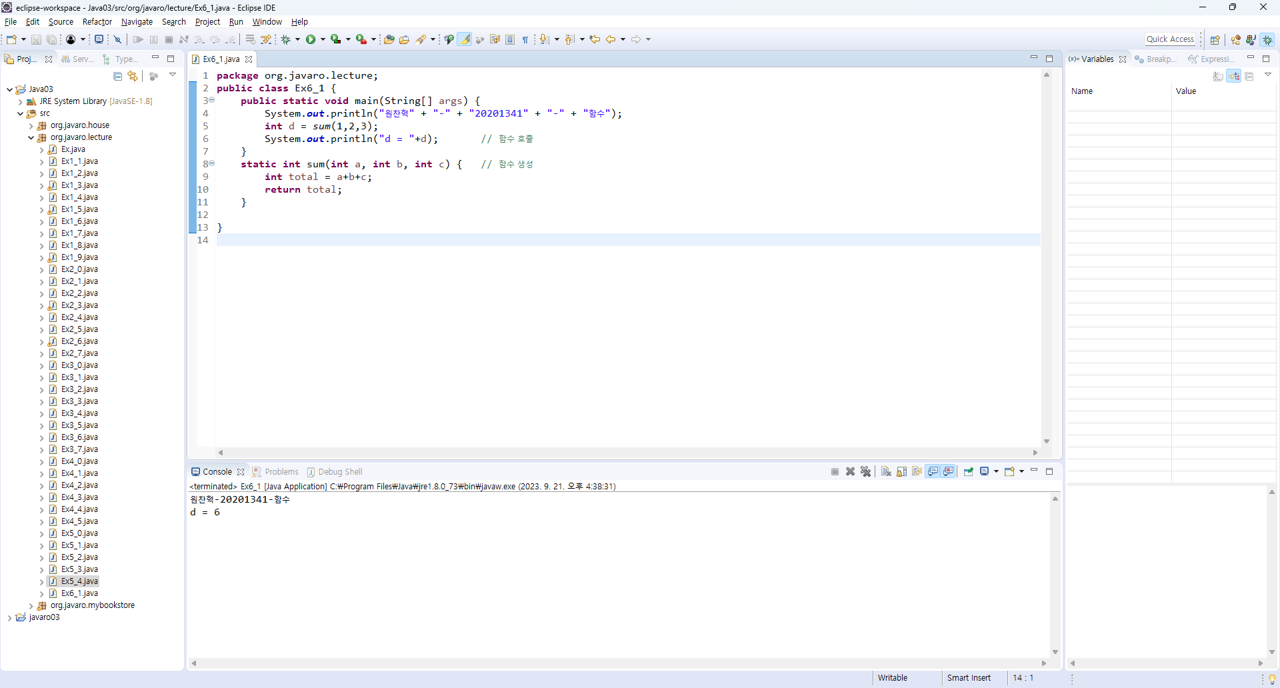 eclipse-workspace - Java03/src/org/javaro/lecture/Ex6_1.java - Eclipse IDE
File Edit Source Refactor Navigate Search Project Run Window Help
Quick Access
Proj... Serv... Type...
Java03
JRE System Library [JavaSE-1.8]
src
org.javaro.house
org.javaro.lecture
Ex.java
Ex1_1.java
Ex1_2.java
Ex1_3.java
Ex1_4.java
Ex1_5.java
Ex1_6.java
Ex1_7.java
Ex1_8.java
Ex1_9.java
Ex2_0.java
Ex2_1.java
Ex2_2.java
Ex2_3.java
Ex2_4.java
Ex2_5.java
Ex2_6.java
Ex2_7.java
Ex3_0.java
Ex3_1.java
Ex3_2.java
Ex3_3.java
Ex3_4.java
Ex3_5.java
Ex3_6.java
Ex3_7.java
Ex4_0.java
Ex4_1.java
Ex4_2.java
Ex4_3.java
Ex4_4.java
Ex4_5.java
Ex5_0.java
Ex5_1.java
Ex5_2.java
Ex5_3.java
Ex5_4.java
Ex6_1.java
org.javaro.mybookstore
javaro03
Ex6_1.java
1 package org.javaro.lecture;
2 public class Ex6_1 {
3 public static void main(String[] args) {
4 System.out.println("원찬혁" + "-" + "20201341" + "-" + "함수");
5 int d = sum(1,2,3);
6 System.out.println("d = "+d); // 함수 호출
7 }
8 static int sum(int a, int b, int c) { // 함수 생성
9 int total = a+b+c;
10 return total;
11 }
12
13 }
14
Console Problems Debug Shell
<terminated> Ex6_1 [Java Application] C:₩Program Files₩Java₩jre1.8.0_73₩bin₩javaw.exe (2023. 9. 21. 오후 4:38:31)
원찬혁-20201341-함수
d = 6
(x)= Variables Breakp... Expressi...
Name Value
Writable Smart Insert 14 : 1